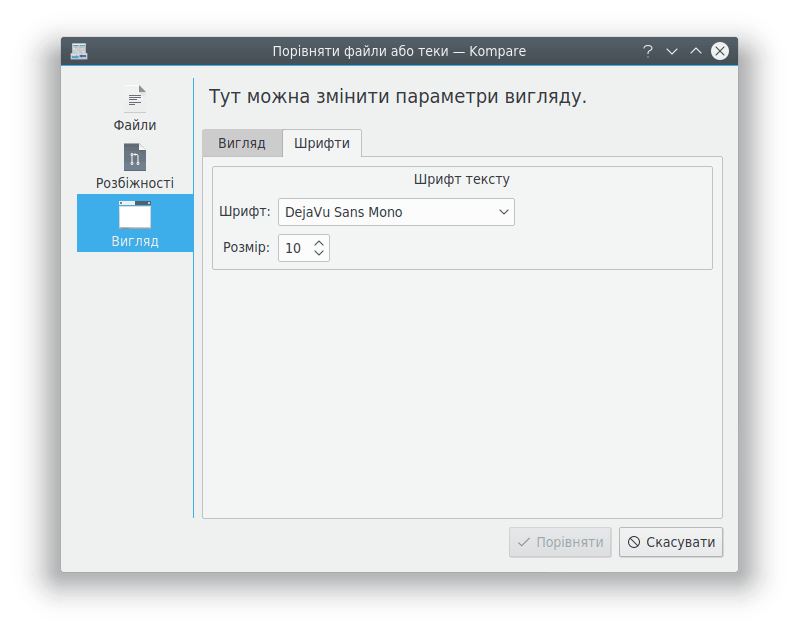 Порівняти файли або теки — Kompare
Файли
Розбіжності
Вигляд
Тут можна змінити параметри вигляду.
Вигляд Шрифти
Шрифт тексту
Шрифт: DejaVu Sans Mono
Розмір: 10
Порівняти Скасувати